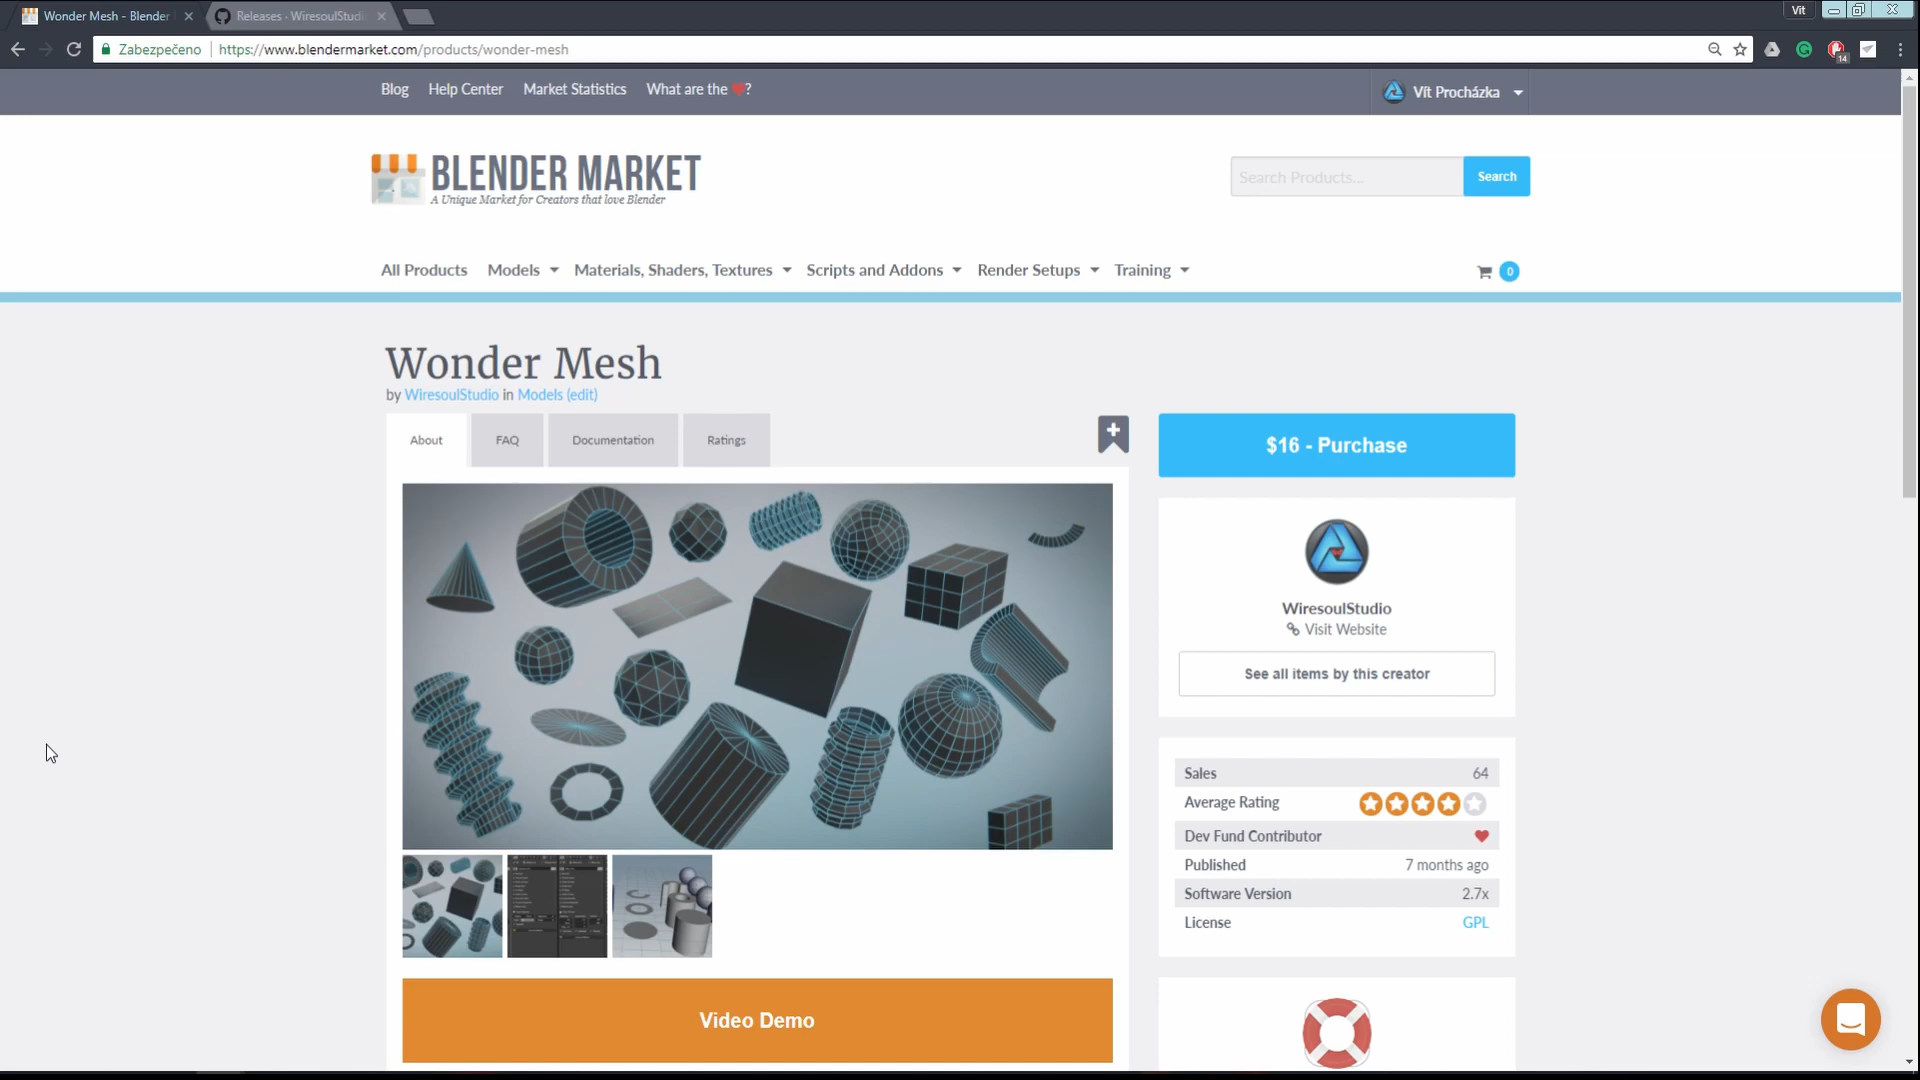 Wonder Mesh - Blender
Releases · WiresoulStudi
Vít
Zabezpečeno
https://www.blendermarket.com/products/wonder-mesh
14
Blog
Help Center
Market Statistics
What are the ❤?
Vít Procházka
BLENDER MARKET
A Unique Market for Creators that love Blender
Search Products...
Search
All Products
Models
Materials, Shaders, Textures
Scripts and Addons
Render Setups
Training
0
Wonder Mesh
by WiresoulStudio in Models (edit)
About
FAQ
Documentation
Ratings
$16 - Purchase
WiresoulStudio
Visit Website
See all items by this creator
Sales 64
Average Rating
Dev Fund Contributor
Published 7 months ago
Software Version 2.7x
License GPL
Video Demo